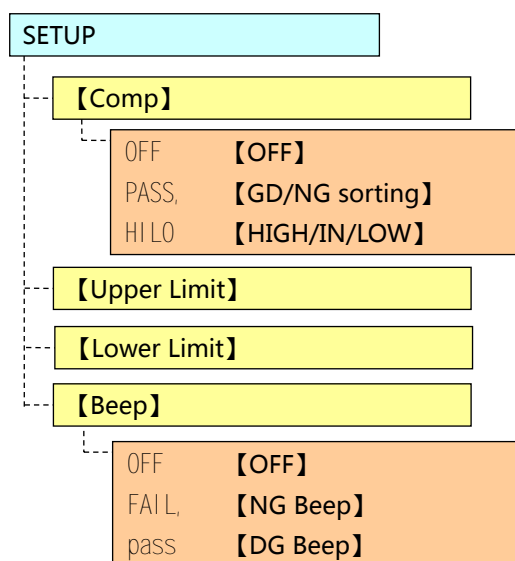 SETUP
【Comp】
OFF 【OFF】
PASS, 【GD/NG sorting】
HILO 【HIGH/IN/LOW】
【Upper Limit】
【Lower Limit】
【Beep】
OFF 【OFF】
FAIL, 【NG Beep】
pass 【DG Beep】